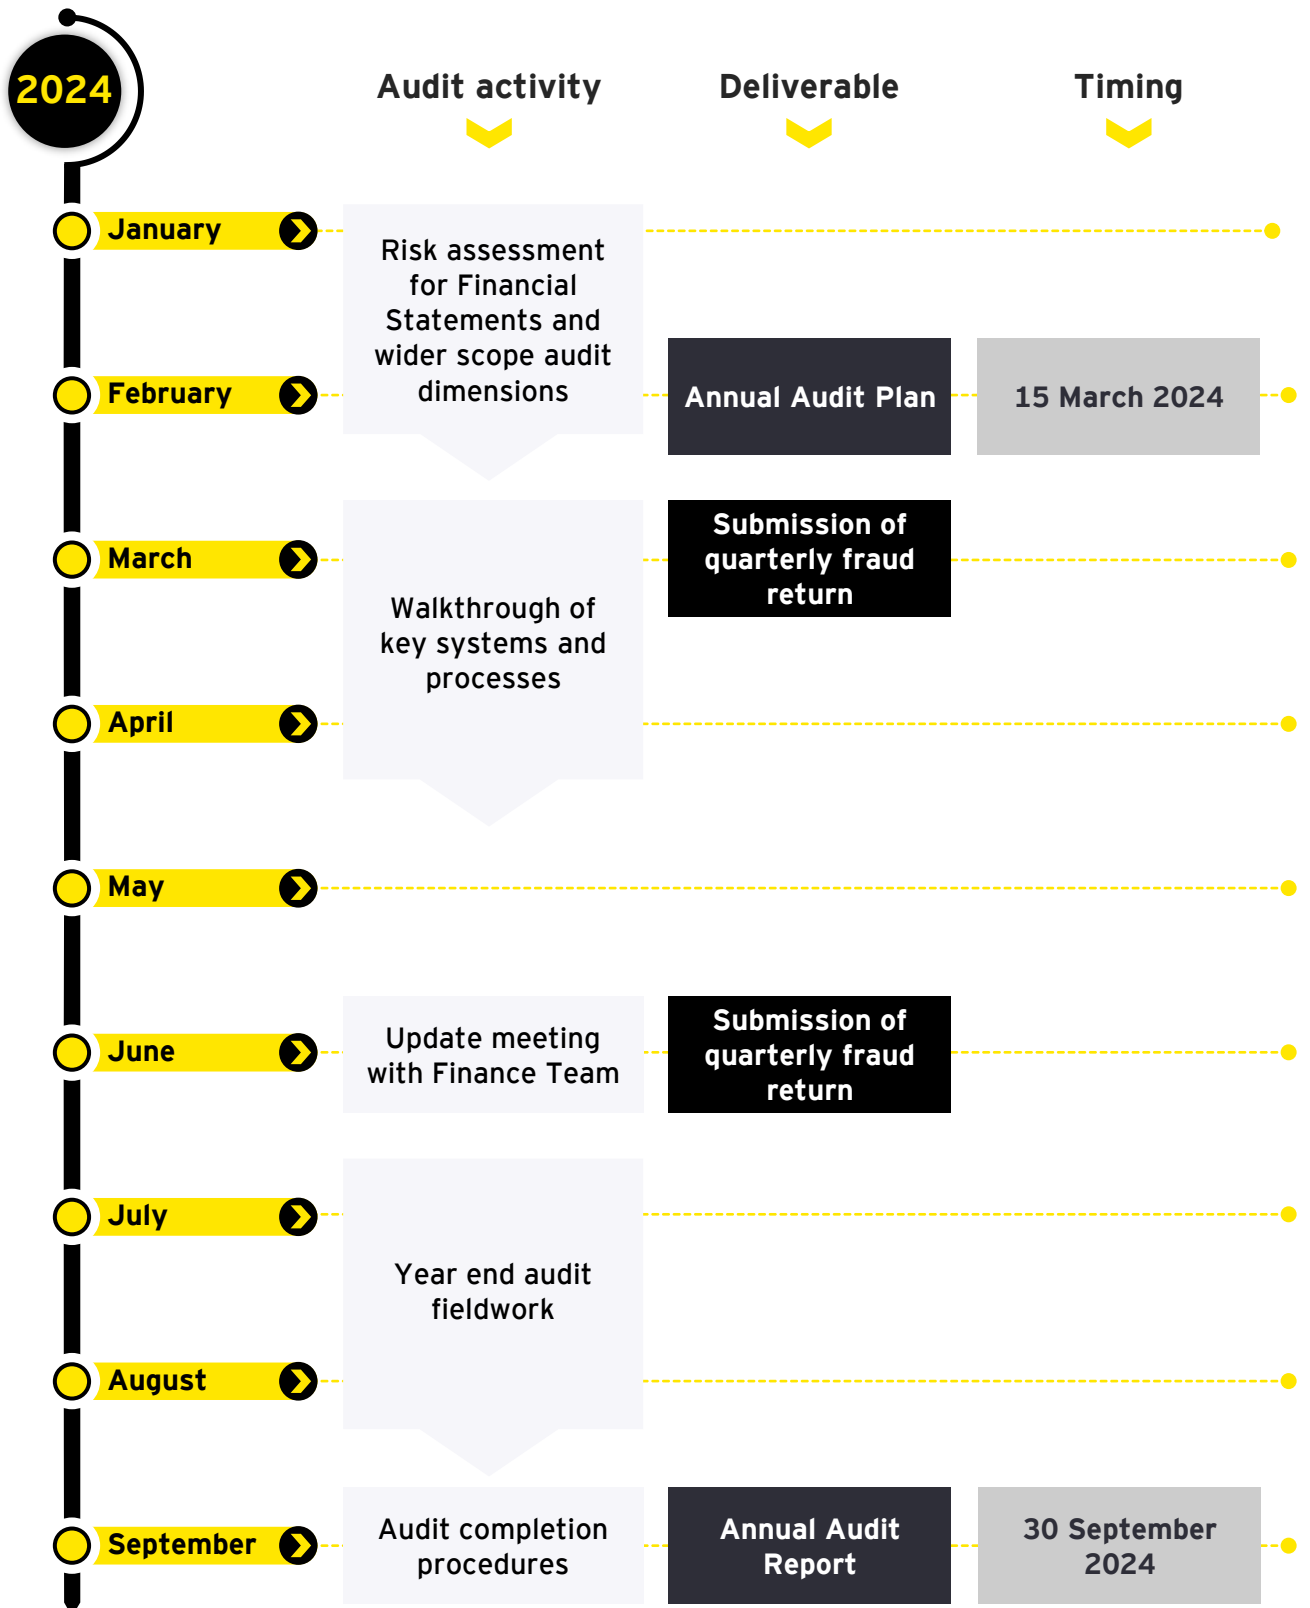 2024
Audit activity
Deliverable
Timing
January
Risk assessment
for Financial
Statements and
wider scope audit
dimensions
February
Annual Audit Plan
15 March 2024
March
Submission of
quarterly fraud
return
Walkthrough of
key systems and
processes
April
May
June
Update meeting
with Finance Team
Submission of
quarterly fraud
return
July
Year end audit
fieldwork
August
September
Audit completion
procedures
Annual Audit
Report
30 September
2024